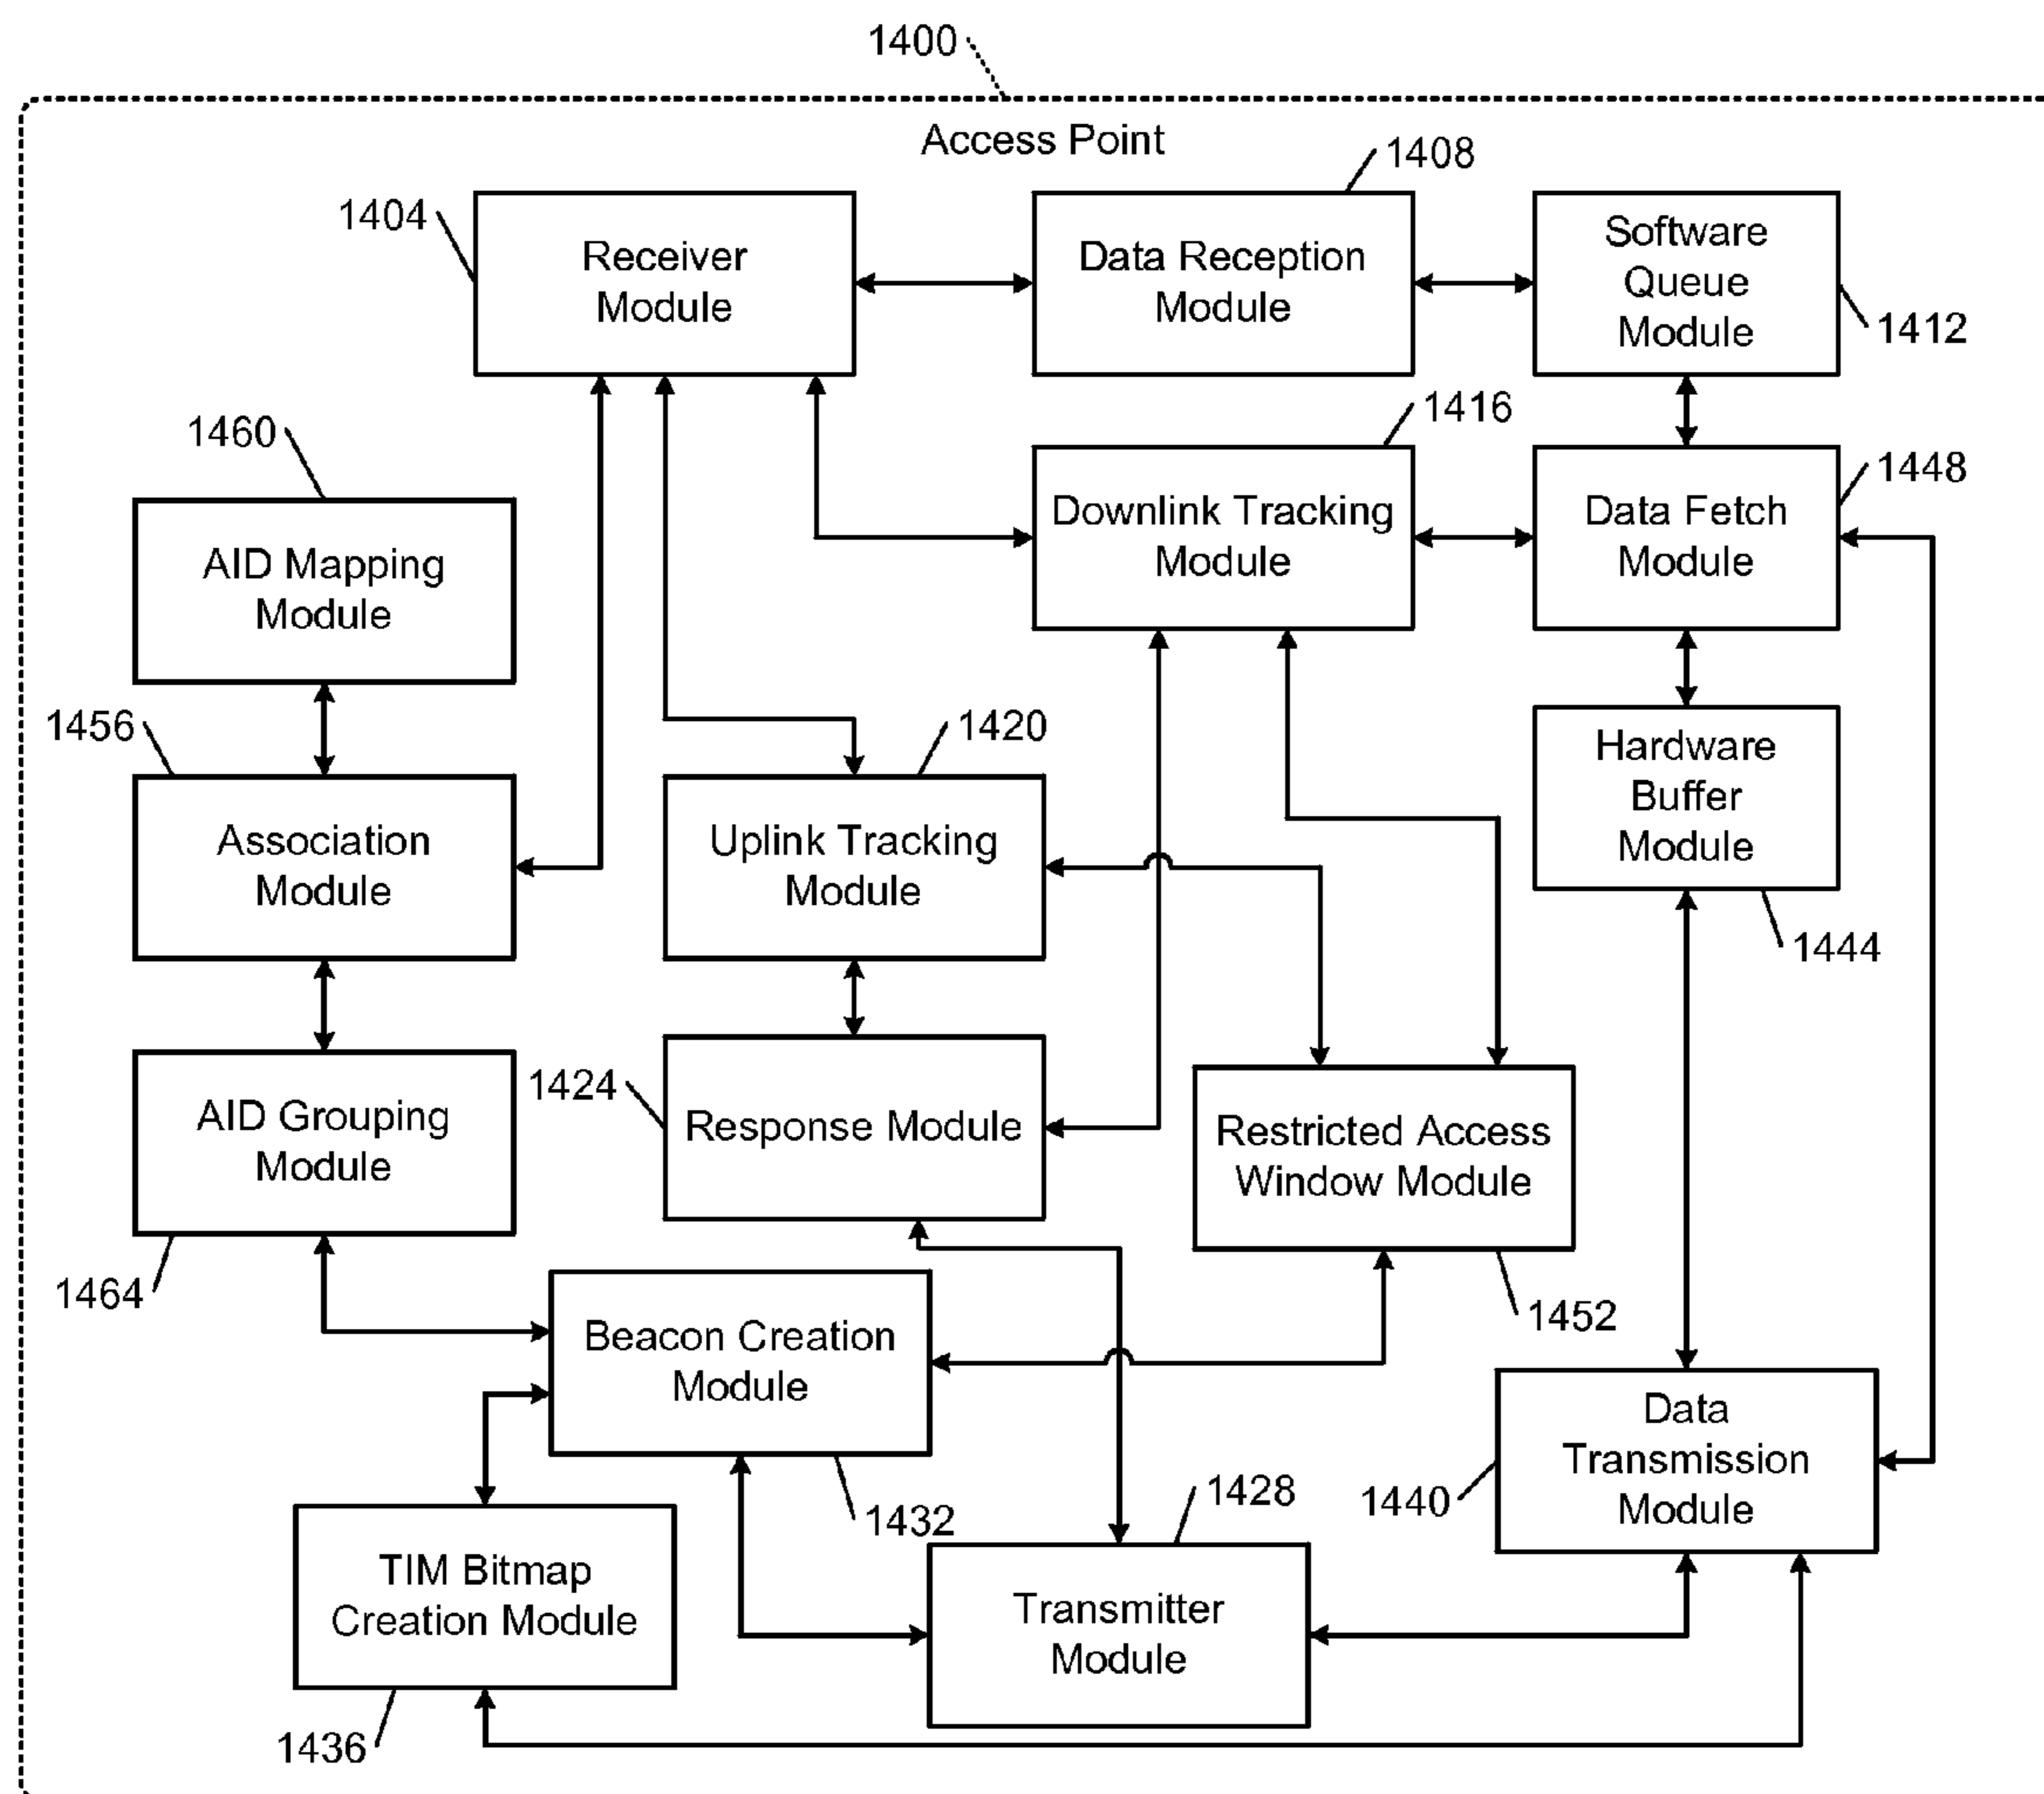 1400
Access Point
1404
Receiver
Module
1408
Data Reception
Module
Software
Queue
Module
1412
1460
AID Mapping
Module
1416
Downlink Tracking
Module
1448
Data Fetch
Module
1456
Association
Module
1420
Uplink Tracking
Module
Hardware
Buffer
Module
1444
AID Grouping
Module
1464
1424
Response Module
Restricted Access
Window Module
1452
Beacon Creation
Module
1432
1428
Transmitter
Module
1440
Data
Transmission
Module
TIM Bitmap
Creation Module
1436